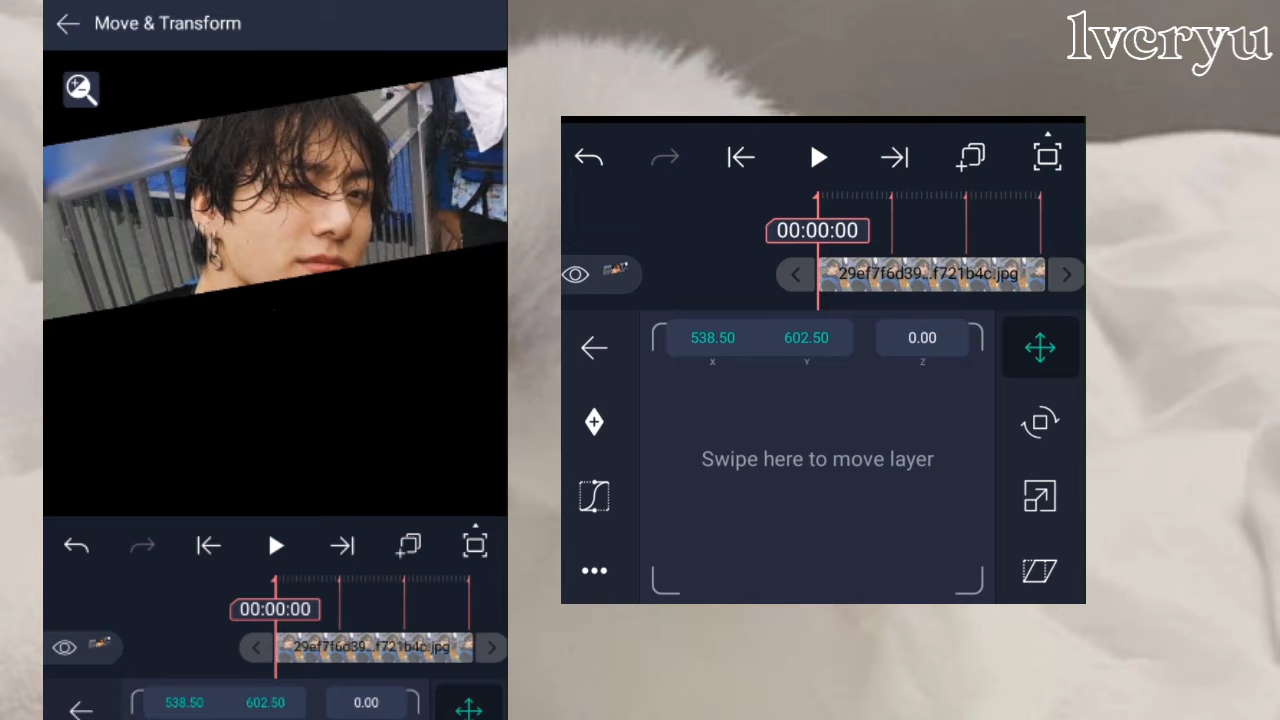 Move & Transform
00:00:00
29ef7f6d39...f721b4c.jpg
538.50 602.50 0.00
lvcryu
00:00:00
29ef7f6d39...f721b4c.jpg
538.50 602.50 0.00
X Y Z
Swipe here to move layer